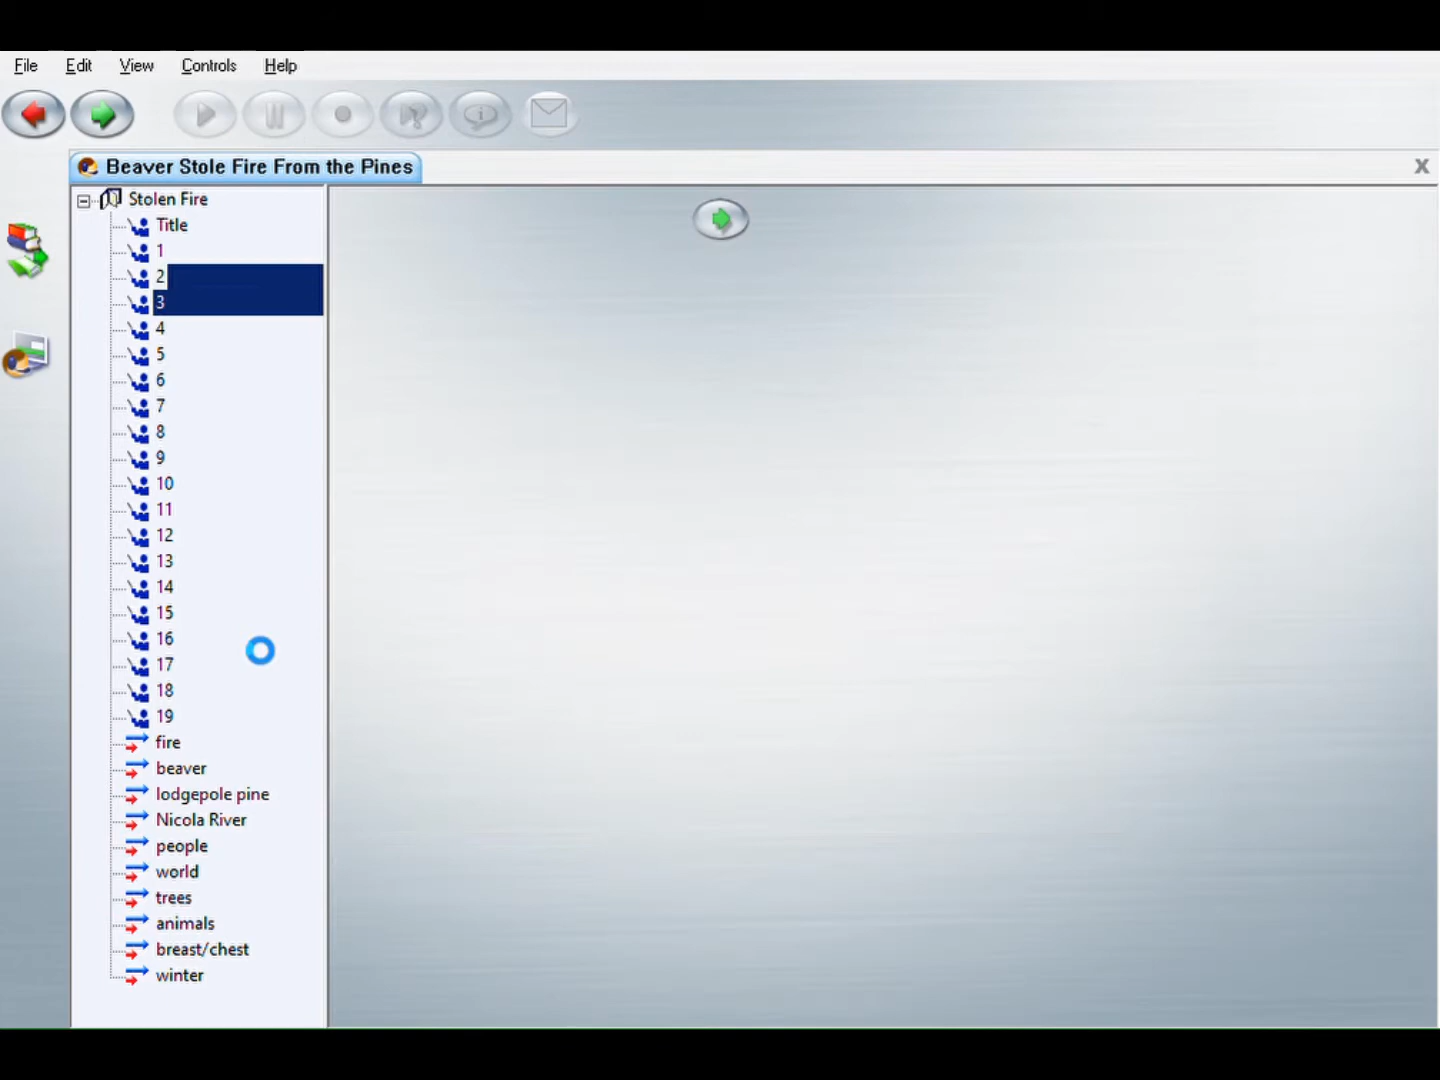 File Edit View Controls Help
Beaver Stole Fire From the Pines X
Stolen Fire
Title
1
2
3
4
5
6
7
8
9
10
11
12
13
14
15
16
17
18
19
fire
beaver
lodgepole pine
Nicola River
people
world
trees
animals
breast/chest
winter